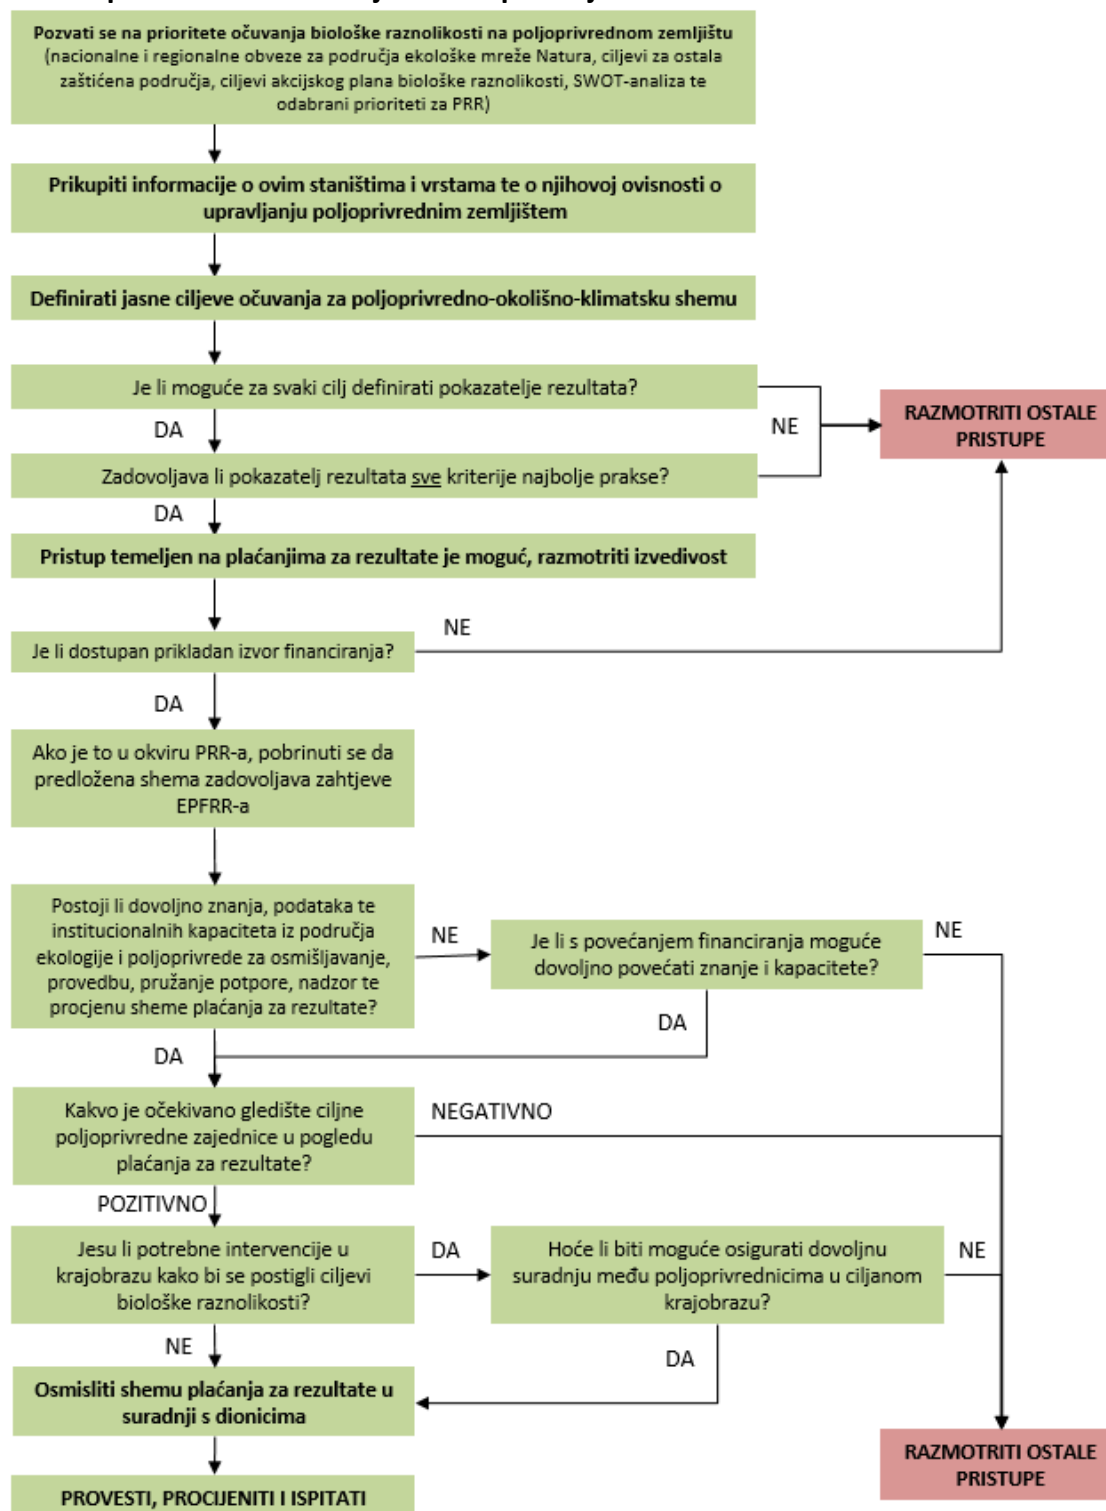 Pozvati se na prioritete očuvanja biološke raznolikosti na poljoprivrednom zemljištu
(nacionalne i regionalne obveze za područja ekološke mreže Natura, ciljevi za ostala
zaštićena područja, ciljevi akcijskog plana biološke raznolikosti, SWOT-analiza te
odabrani prioriteti za PRR)
Prikupiti informacije o ovim staništima i vrstama te o njihovoj ovisnosti o
upravljanju poljoprivrednim zemljištem
Definirati jasne ciljeve očuvanja za poljoprivredno-okolišno-klimatsku shemu
Je li moguće za svaki cilj definirati pokazatelje rezultata?
DA
NE
RAZMOTRITI OSTALE
PRISTUPE
Zadovoljava li pokazatelj rezultata sve kriterije najbolje prakse?
DA
Pristup temeljen na plaćanjima za rezultate je moguć, razmotriti izvedivost
Je li dostupan prikladan izvor financiranja?
NE
DA
Ako je to u okviru PRR-a, pobrinuti se da
predložena shema zadovoljava zahtjeve
EPFRR-a
Postoji li dovoljno znanja, podataka te
institucionalnih kapaciteta iz područja
ekologije i poljoprivrede za osmišljavanje,
provedbu, pružanje potpore, nadzor te
procjenu sheme plaćanja za rezultate?
NE
Je li s povećanjem financiranja moguće
dovoljno povećati znanje i kapacitete?
NE
DA
DA
Kakvo je očekivano gledište ciljne
poljoprivredne zajednice u pogledu
plaćanja za rezultate?
NEGATIVNO
POZITIVNO
Jesu li potrebne intervencije u
krajobrazu kako bi se postigli ciljevi
biološke raznolikosti?
DA
Hoće li biti moguće osigurati dovoljnu
suradnju među poljoprivrednicima u ciljanom
krajobrazu?
NE
NE
DA
Osmisliti shemu plaćanja za rezultate u
suradnji s dionicima
RAZMOTRITI OSTALE
PRISTUPE
PROVESTI, PROCIJENITI I ISPITATI